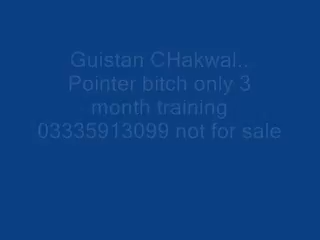 Guistan CHakwal..
Pointer bitch only 3
month training
03335913099 not for sale